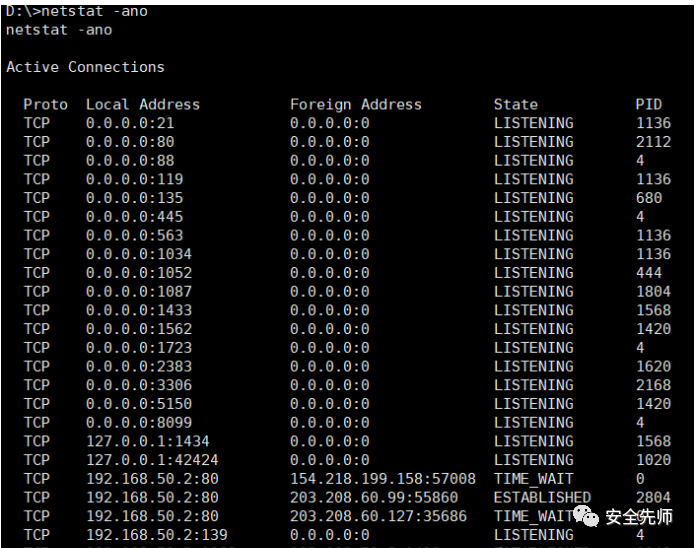 D:\>netstat -ano
netstat -ano
Active Connections
Proto Local Address Foreign Address State PID
TCP 0.0.0.0:21 0.0.0.0:0 LISTENING 1136
TCP 0.0.0.0:80 0.0.0.0:0 LISTENING 2112
TCP 0.0.0.0:88 0.0.0.0:0 LISTENING 4
TCP 0.0.0.0:119 0.0.0.0:0 LISTENING 1136
TCP 0.0.0.0:135 0.0.0.0:0 LISTENING 680
TCP 0.0.0.0:445 0.0.0.0:0 LISTENING 4
TCP 0.0.0.0:563 0.0.0.0:0 LISTENING 1136
TCP 0.0.0.0:1034 0.0.0.0:0 LISTENING 1136
TCP 0.0.0.0:1052 0.0.0.0:0 LISTENING 444
TCP 0.0.0.0:1087 0.0.0.0:0 LISTENING 1804
TCP 0.0.0.0:1433 0.0.0.0:0 LISTENING 1568
TCP 0.0.0.0:1562 0.0.0.0:0 LISTENING 1420
TCP 0.0.0.0:1723 0.0.0.0:0 LISTENING 4
TCP 0.0.0.0:2383 0.0.0.0:0 LISTENING 1620
TCP 0.0.0.0:3306 0.0.0.0:0 LISTENING 2168
TCP 0.0.0.0:5150 0.0.0.0:0 LISTENING 1420
TCP 0.0.0.0:8099 0.0.0.0:0 LISTENING 4
TCP 127.0.0.1:1434 0.0.0.0:0 LISTENING 1568
TCP 127.0.0.1:42424 0.0.0.0:0 LISTENING 1020
TCP 192.168.50.2:80 154.218.199.158:57008 TIME_WAIT 0
TCP 192.168.50.2:80 203.208.60.99:55860 ESTABLISHED 2804
TCP 192.168.50.2:80 203.208.60.127:35686 TIME_WAIT
安全先师
TCP 192.168.50.2:139 0.0.0.0:0 LISTENING 4